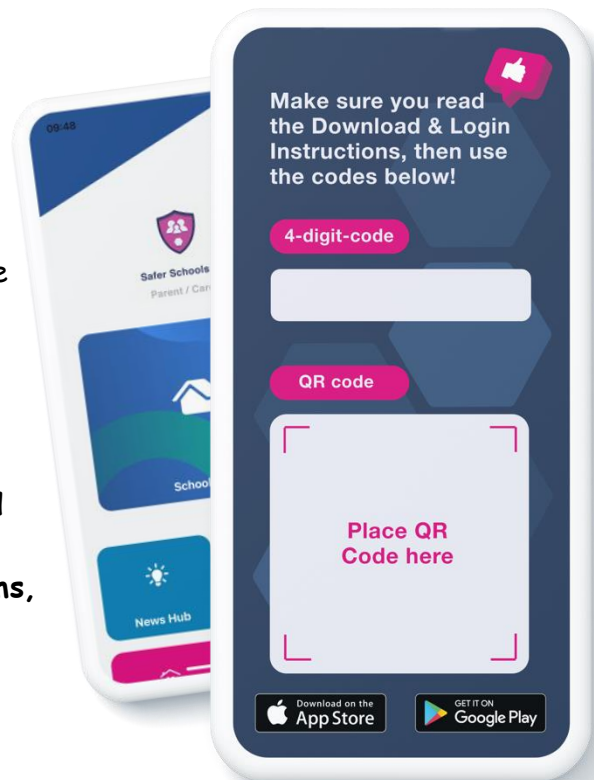 e
l
ns,
09:48
Safer Schools
Parent / Car
School
News Hub
Make sure you read
the Download & Login
Instructions, then use
the codes below!
4-digit-code
QR code
Place QR
Code here
Download on the
App Store
GET IT ON
Google Play